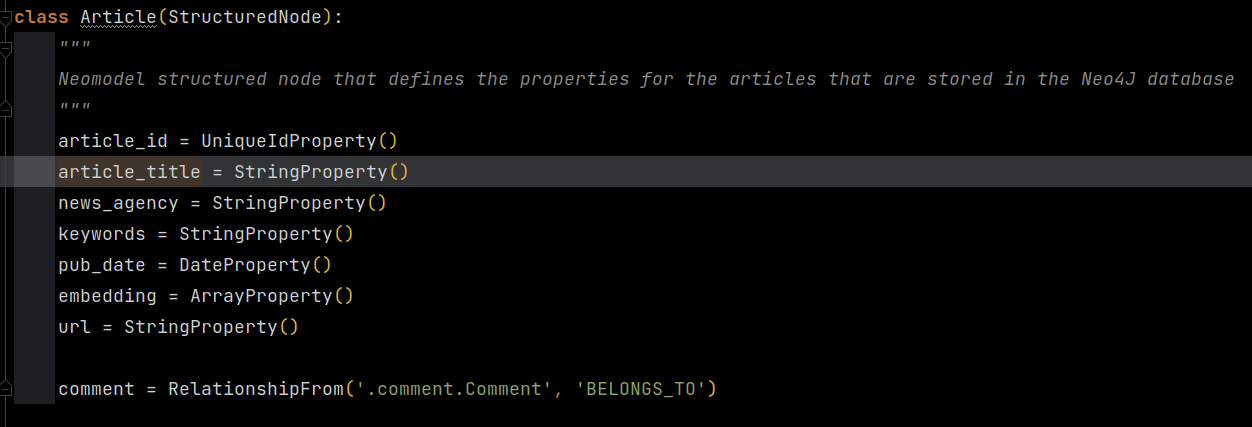 class Article(StructuredNode):
    """
    Neomodel structured node that defines the properties for the articles that are stored in the Neo4J database
    """
    article_id = UniqueIdProperty()
    article_title = StringProperty()
    news_agency = StringProperty()
    keywords = StringProperty()
    pub_date = DateProperty()
    embedding = ArrayProperty()
    url = StringProperty()

    comment = RelationshipFrom('.comment.Comment', 'BELONGS_TO')